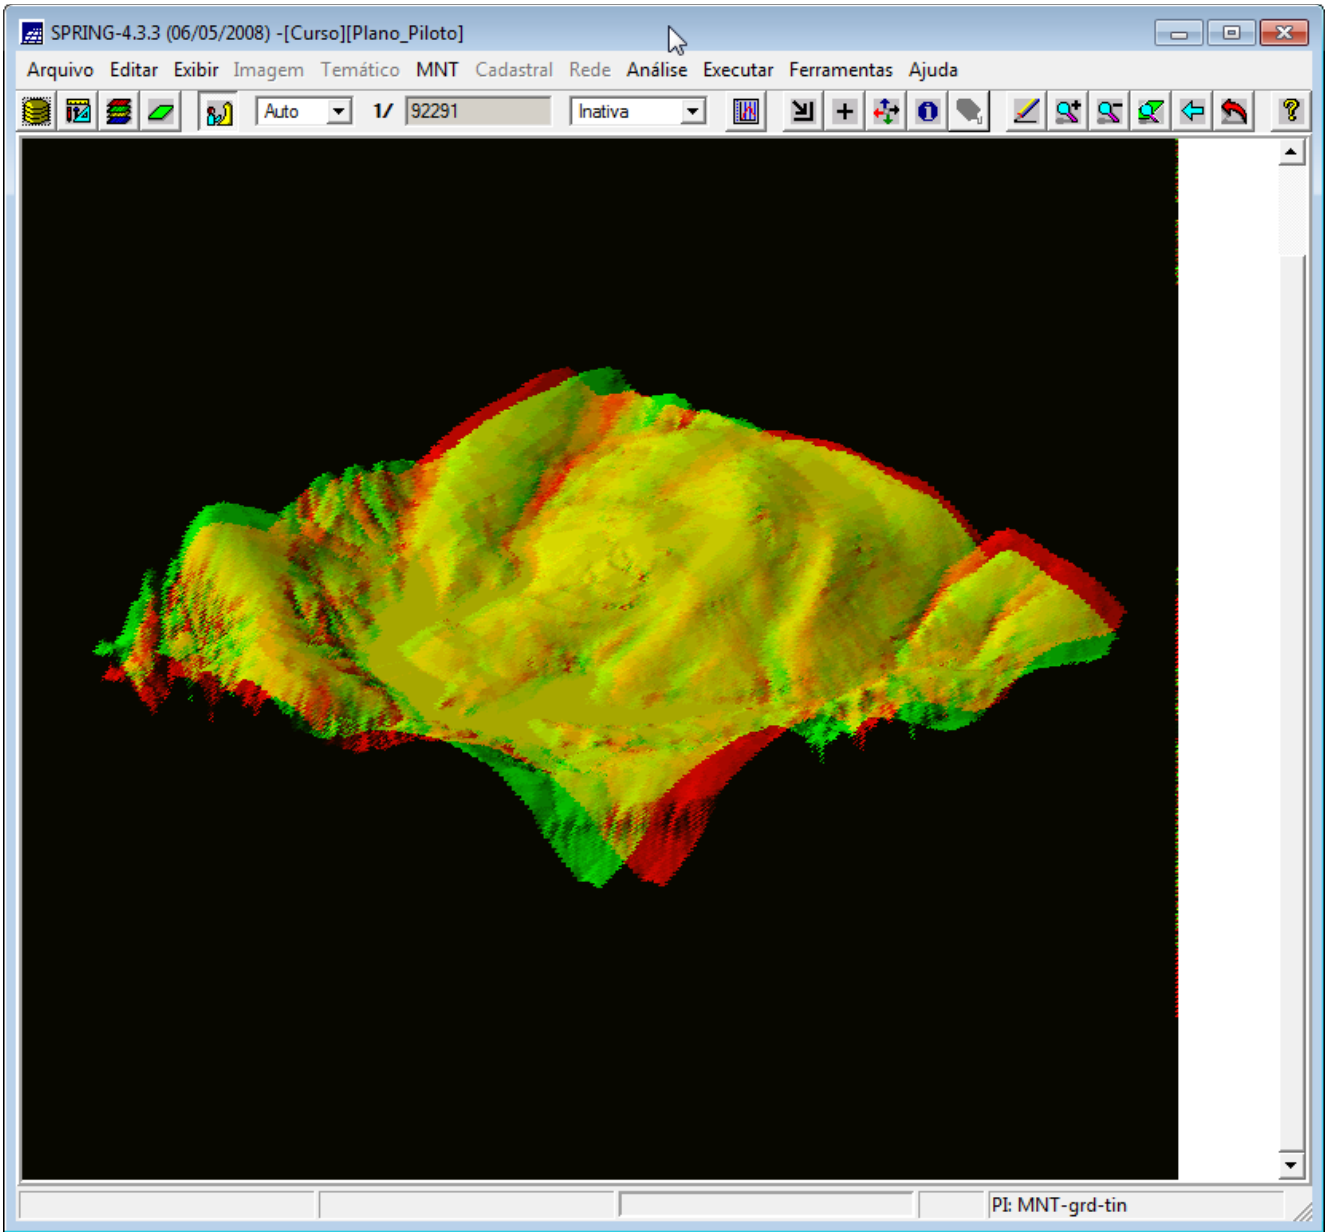 SPRING-4.3.3 (06/05/2008) -[Curso][Plano_Piloto]
Arquivo Editar Exibir Imagem Temático MNT Cadastral Rede Análise Executar Ferramentas Ajuda
Auto 1/ 92291 Inativa
PI: MNT-grd-tin